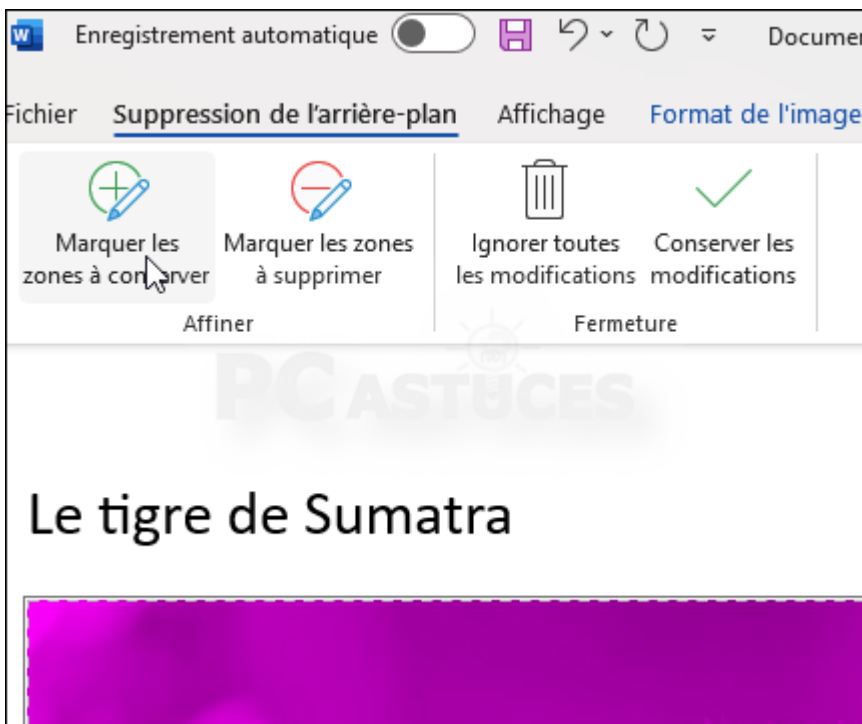 Enregistrement automatique
Fichier Suppression de l'arrière-plan Affichage Format de l'image
Marquer les
zones à conserver
Marquer les zones
à supprimer
Ignorer toutes
les modifications
Conserver les
modifications
Affiner
Fermeture
PC ASTUCES
Le tigre de Sumatra